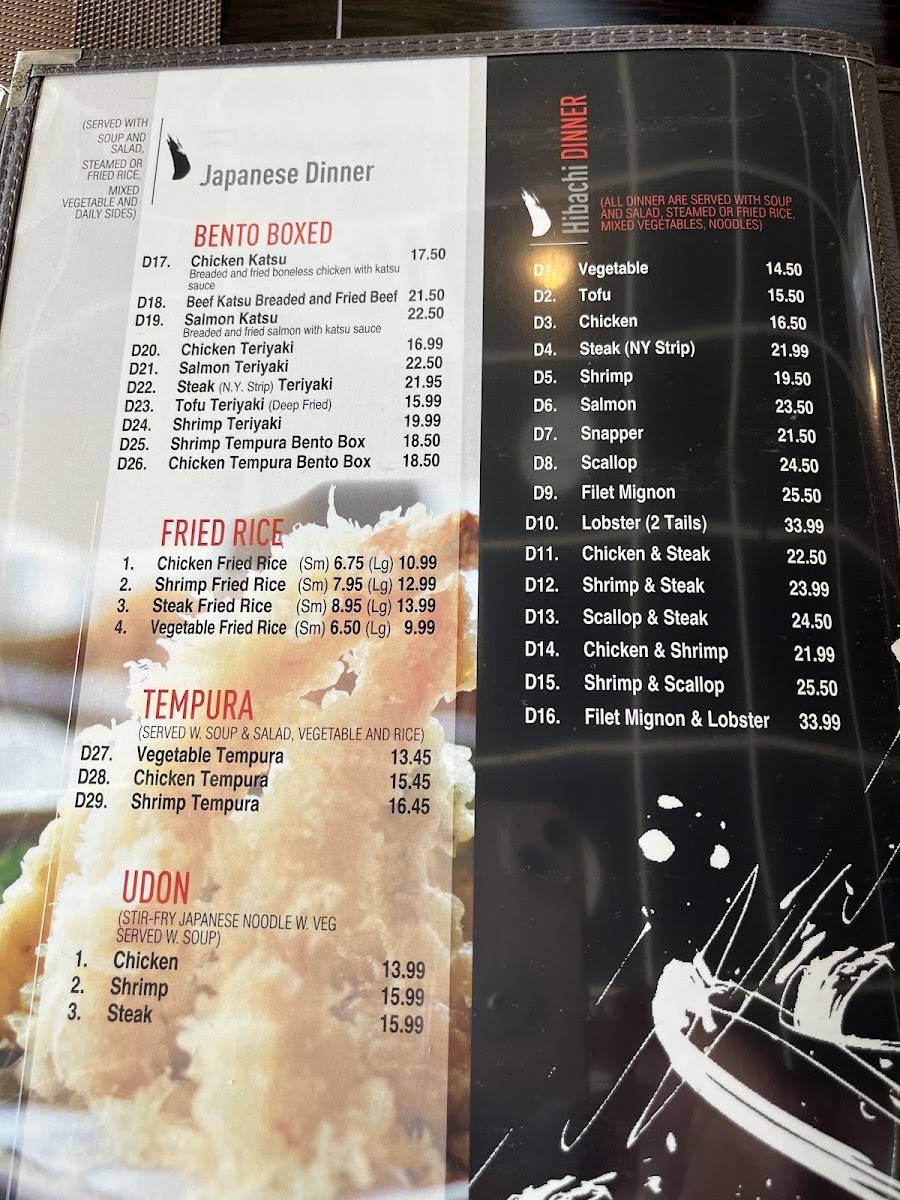 (SERVED WITH
SOUP AND
SALAD,
STEAMED OR
FRIED RICE,
MIXED
VEGETABLE AND
DAILY SIDES)
Japanese Dinner
BENTO BOXED
D17. Chicken Katsu 17.50
Breaded and fried boneless chicken with katsu
sauce
D18. Beef Katsu Breaded and Fried Beef 21.50
D19. Salmon Katsu 22.50
Breaded and fried salmon with katsu sauce
D20. Chicken Teriyaki 16.99
D21. Salmon Teriyaki 22.50
D22. Steak (N.Y. Strip) Teriyaki 21.95
D23. Tofu Teriyaki (Deep Fried) 15.99
D24. Shrimp Teriyaki 19.99
D25. Shrimp Tempura Bento Box 18.50
D26. Chicken Tempura Bento Box 18.50
FRIED RICE
1. Chicken Fried Rice (Sm) 6.75 (Lg) 10.99
2. Shrimp Fried Rice (Sm) 7.95 (Lg) 12.99
3. Steak Fried Rice (Sm) 8.95 (Lg) 13.99
4. Vegetable Fried Rice (Sm) 6.50 (Lg) 9.99
TEMPURA
(SERVED W. SOUP & SALAD, VEGETABLE AND RICE)
D27. Vegetable Tempura 13.45
D28. Chicken Tempura 15.45
D29. Shrimp Tempura 16.45
UDON
(STIR-FRY JAPANESE NOODLE W. VEG
SERVED W. SOUP)
1. Chicken 13.99
2. Shrimp 15.99
3. Steak 15.99
Hibachi DINNER
(ALL DINNER ARE SERVED WITH SOUP
AND SALAD, STEAMED OR FRIED RICE,
MIXED VEGETABLES, NOODLES)
D1. Vegetable 14.50
D2. Tofu 15.50
D3. Chicken 16.50
D4. Steak (NY Strip) 21.99
D5. Shrimp 19.50
D6. Salmon 23.50
D7. Snapper 21.50
D8. Scallop 24.50
D9. Filet Mignon 25.50
D10. Lobster (2 Tails) 33.99
D11. Chicken & Steak 22.50
D12. Shrimp & Steak 23.99
D13. Scallop & Steak 24.50
D14. Chicken & Shrimp 21.99
D15. Shrimp & Scallop 25.50
D16. Filet Mignon & Lobster 33.99